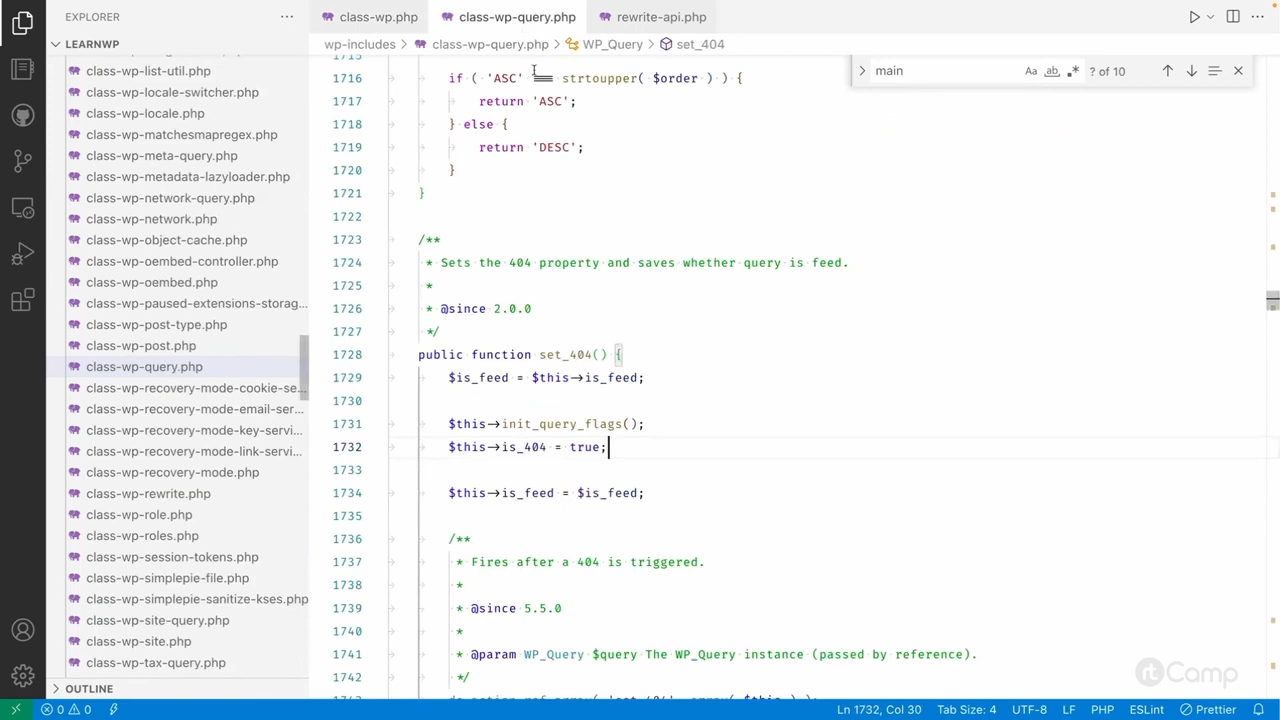 EXPLORER
class-wp.php
class-wp-query.php
rewrite-api.php
LEARNWP
wp-includes > class-wp-query.php > WP_Query > set_404
class-wp-list-util.php
class-wp-locale-switcher.php
class-wp-locale.php
class-wp-matchesmapregex.php
class-wp-meta-query.php
class-wp-metadata-lazyloader.php
class-wp-network-query.php
class-wp-network.php
class-wp-object-cache.php
class-wp-oembed-controller.php
class-wp-oembed.php
class-wp-paused-extensions-storag...
class-wp-post-type.php
class-wp-post.php
class-wp-query.php
class-wp-recovery-mode-cookie-se...
class-wp-recovery-mode-email-ser...
class-wp-recovery-mode-key-servi...
class-wp-recovery-mode-link-servi...
class-wp-recovery-mode.php
class-wp-rewrite.php
class-wp-role.php
class-wp-roles.php
class-wp-session-tokens.php
class-wp-simplepie-file.php
class-wp-simplepie-sanitize-kses.php
class-wp-site-query.php
class-wp-site.php
class-wp-tax-query.php
OUTLINE
main
Aa ab .* ? of 10
1715
1716 if ( 'ASC' === strtoupper( $order ) ) {
1717 return 'ASC';
1718 } else {
1719 return 'DESC';
1720 }
1721 }
1722
1723 /**
1724 * Sets the 404 property and saves whether query is feed.
1725 *
1726 * @since 2.0.0
1727 */
1728 public function set_404() {
1729 $is_feed = $this->is_feed;
1730
1731 $this->init_query_flags();
1732 $this->is_404 = true;
1733
1734 $this->is_feed = $is_feed;
1735
1736 /**
1737 * Fires after a 404 is triggered.
1738 *
1739 * @since 5.5.0
1740 *
1741 * @param WP_Query $query The WP_Query instance (passed by reference).
1742 */
1743 do_action_ref_array( 'set_404', array( $this ) );
rtCamp
0 0
Ln 1732, Col 30
Tab Size: 4
UTF-8
LF
PHP
ESLint
Prettier